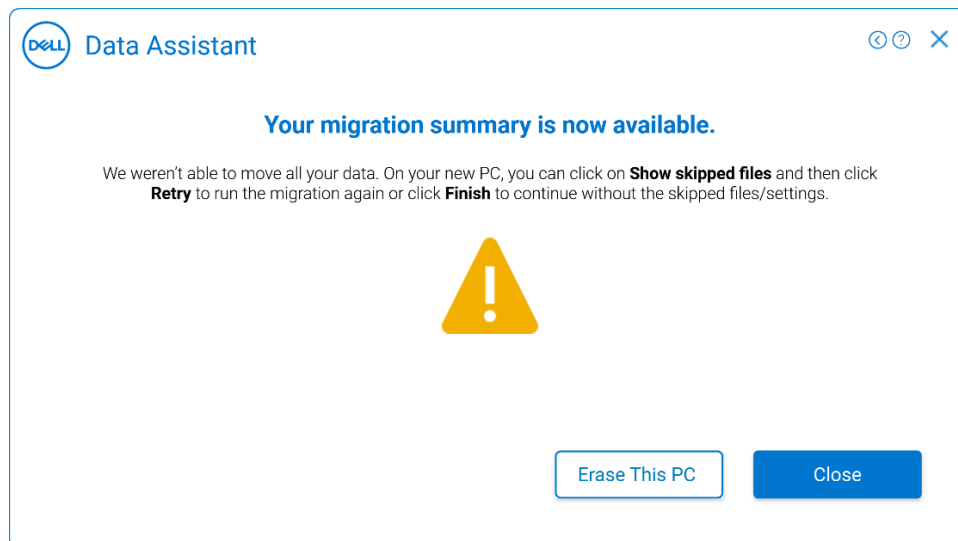 DELL Data Assistant
Your migration summary is now available.
We weren't able to move all your data. On your new PC, you can click on Show skipped files and then click
Retry to run the migration again or click Finish to continue without the skipped files/settings.
Erase This PC
Close